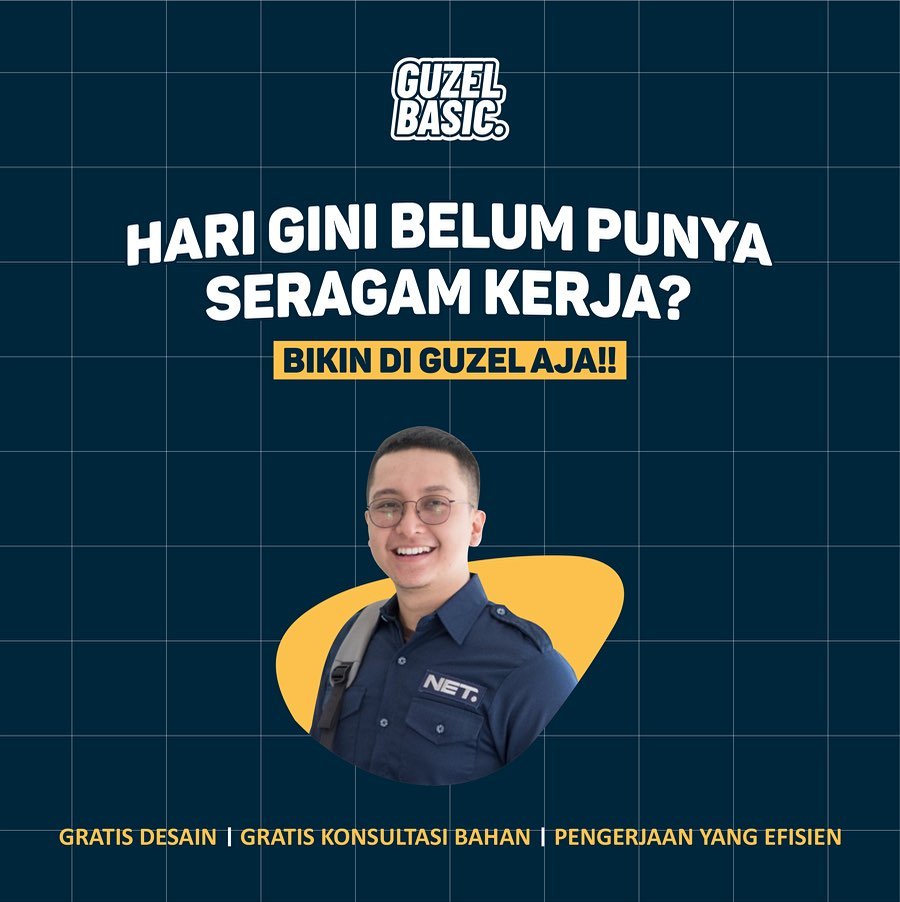 GUZEL
BASIC.
HARI GINI BELUM PUNYA
SERAGAM KERJA?
BIKIN DI GUZEL AJA!!
NET.
GRATIS DESAIN | GRATIS KONSULTASI BAHAN | PENGERJAAN YANG EFISIEN